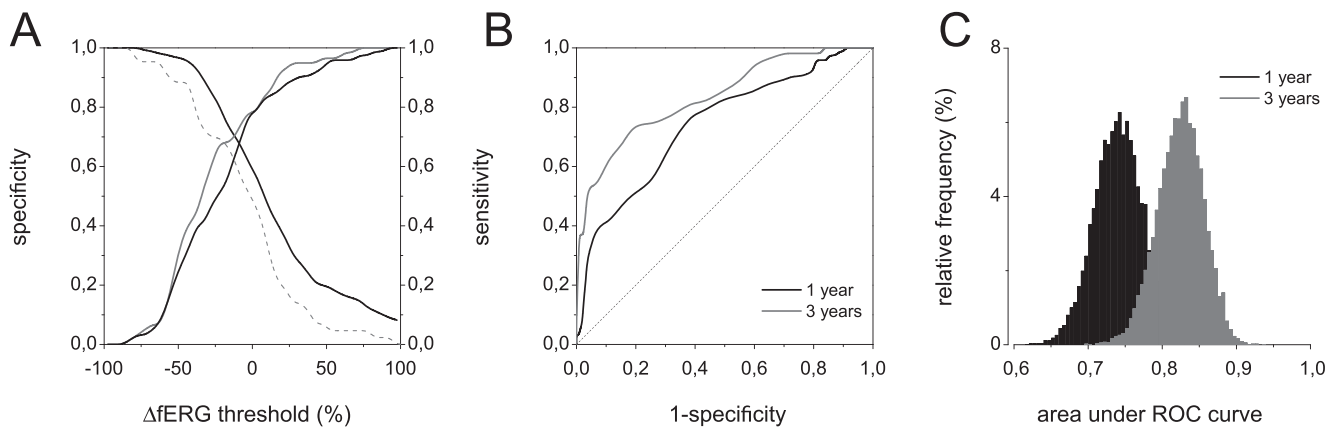 A
1,0
0,8
0,6
0,4
0,2
0,0
1,0
0,8
0,6
0,4
0,2
0,0
-100 -50 0 50 100
specificity
sensitivity
ΔfERG threshold (%)
B
1,0
0,8
0,6
0,4
0,2
0,0
0,0 0,2 0,4 0,6 0,8 1,0
1-specificity
1 year
3 years
C
8
4
0
0,6 0,7 0,8 0,9 1,0
relative frequency (%)
area under ROC curve
1 year
3 years